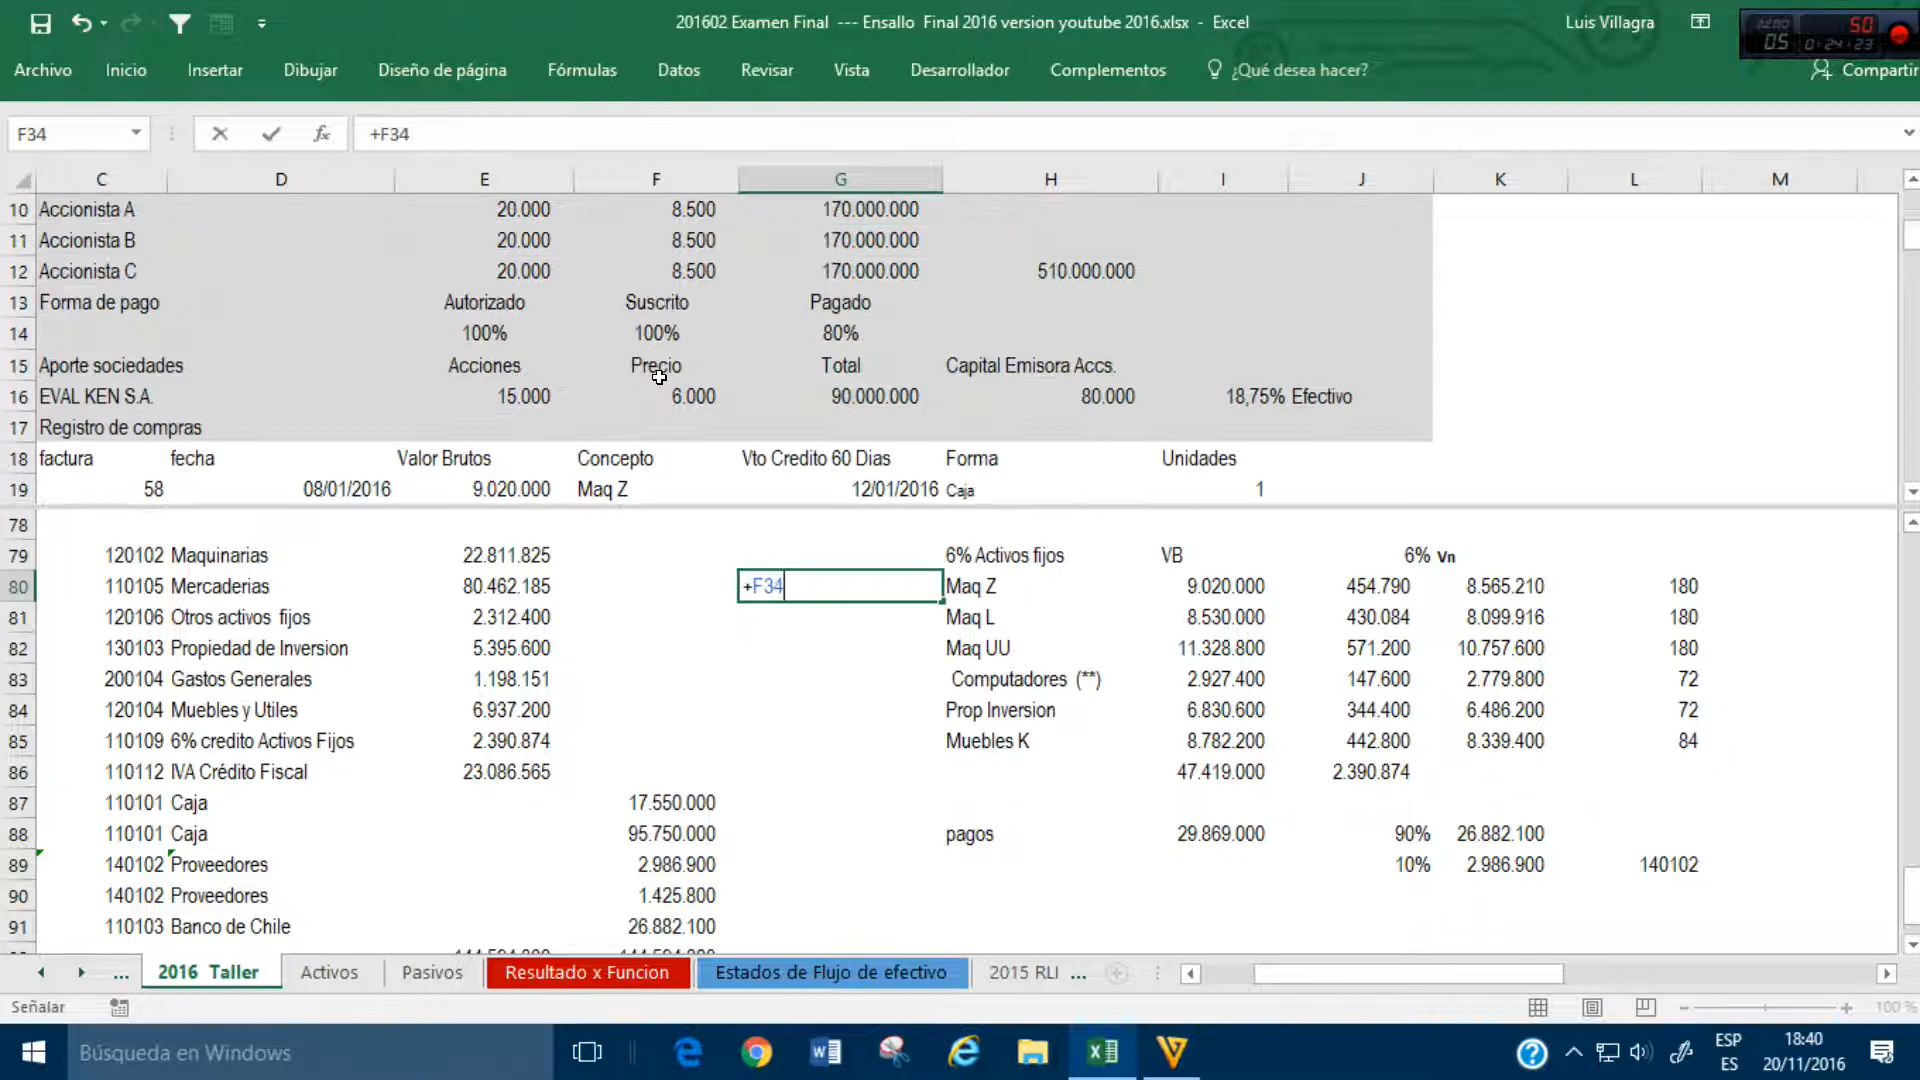 201602 Examen Final  --- Ensallo  Final 2016 version youtube 2016.xlsx  -  Excel
Luis Villagra
50
05 0:24:23
Archivo Inicio Insertar Dibujar Diseño de página Fórmulas Datos Revisar Vista Desarrollador Complementos ¿Qué desea hacer? Compartir
F34 fx +F34
C D E F G H I J K L M
10 Accionista A 20.000 8.500 170.000.000
11 Accionista B 20.000 8.500 170.000.000
12 Accionista C 20.000 8.500 170.000.000 510.000.000
13 Forma de pago Autorizado Suscrito Pagado
14 100% 100% 80%
15 Aporte sociedades Acciones Precio Total Capital Emisora Accs.
16 EVAL KEN S.A. 15.000 6.000 90.000.000 80.000 18,75% Efectivo
17 Registro de compras
18 factura fecha Valor Brutos Concepto Vto Credito 60 Dias Forma Unidades
19 58 08/01/2016 9.020.000 Maq Z 12/01/2016 Caja 1
78
79 120102 Maquinarias 22.811.825 6% Activos fijos VB 6% Vn
80 110105 Mercaderias 80.462.185 +F34 Maq Z 9.020.000 454.790 8.565.210 180
81 120106 Otros activos  fijos 2.312.400 Maq L 8.530.000 430.084 8.099.916 180
82 130103 Propiedad de Inversion 5.395.600 Maq UU 11.328.800 571.200 10.757.600 180
83 200104 Gastos Generales 1.198.151 Computadores  (**) 2.927.400 147.600 2.779.800 72
84 120104 Muebles y Utiles 6.937.200 Prop Inversion 6.830.600 344.400 6.486.200 72
85 110109 6% credito Activos Fijos 2.390.874 Muebles K 8.782.200 442.800 8.339.400 84
86 110112 IVA Crédito Fiscal 23.086.565 47.419.000 2.390.874
87 110101 Caja 17.550.000
88 110101 Caja 95.750.000 pagos 29.869.000 90% 26.882.100
89 140102 Proveedores 2.986.900 10% 2.986.900 140102
90 140102 Proveedores 1.425.800
91 110103 Banco de Chile 26.882.100
... 2016  Taller Activos Pasivos Resultado x Funcion Estados de Flujo de efectivo 2015 RLI ...
Señalar 100 %
Búsqueda en Windows
ESP
ES
18:40
20/11/2016